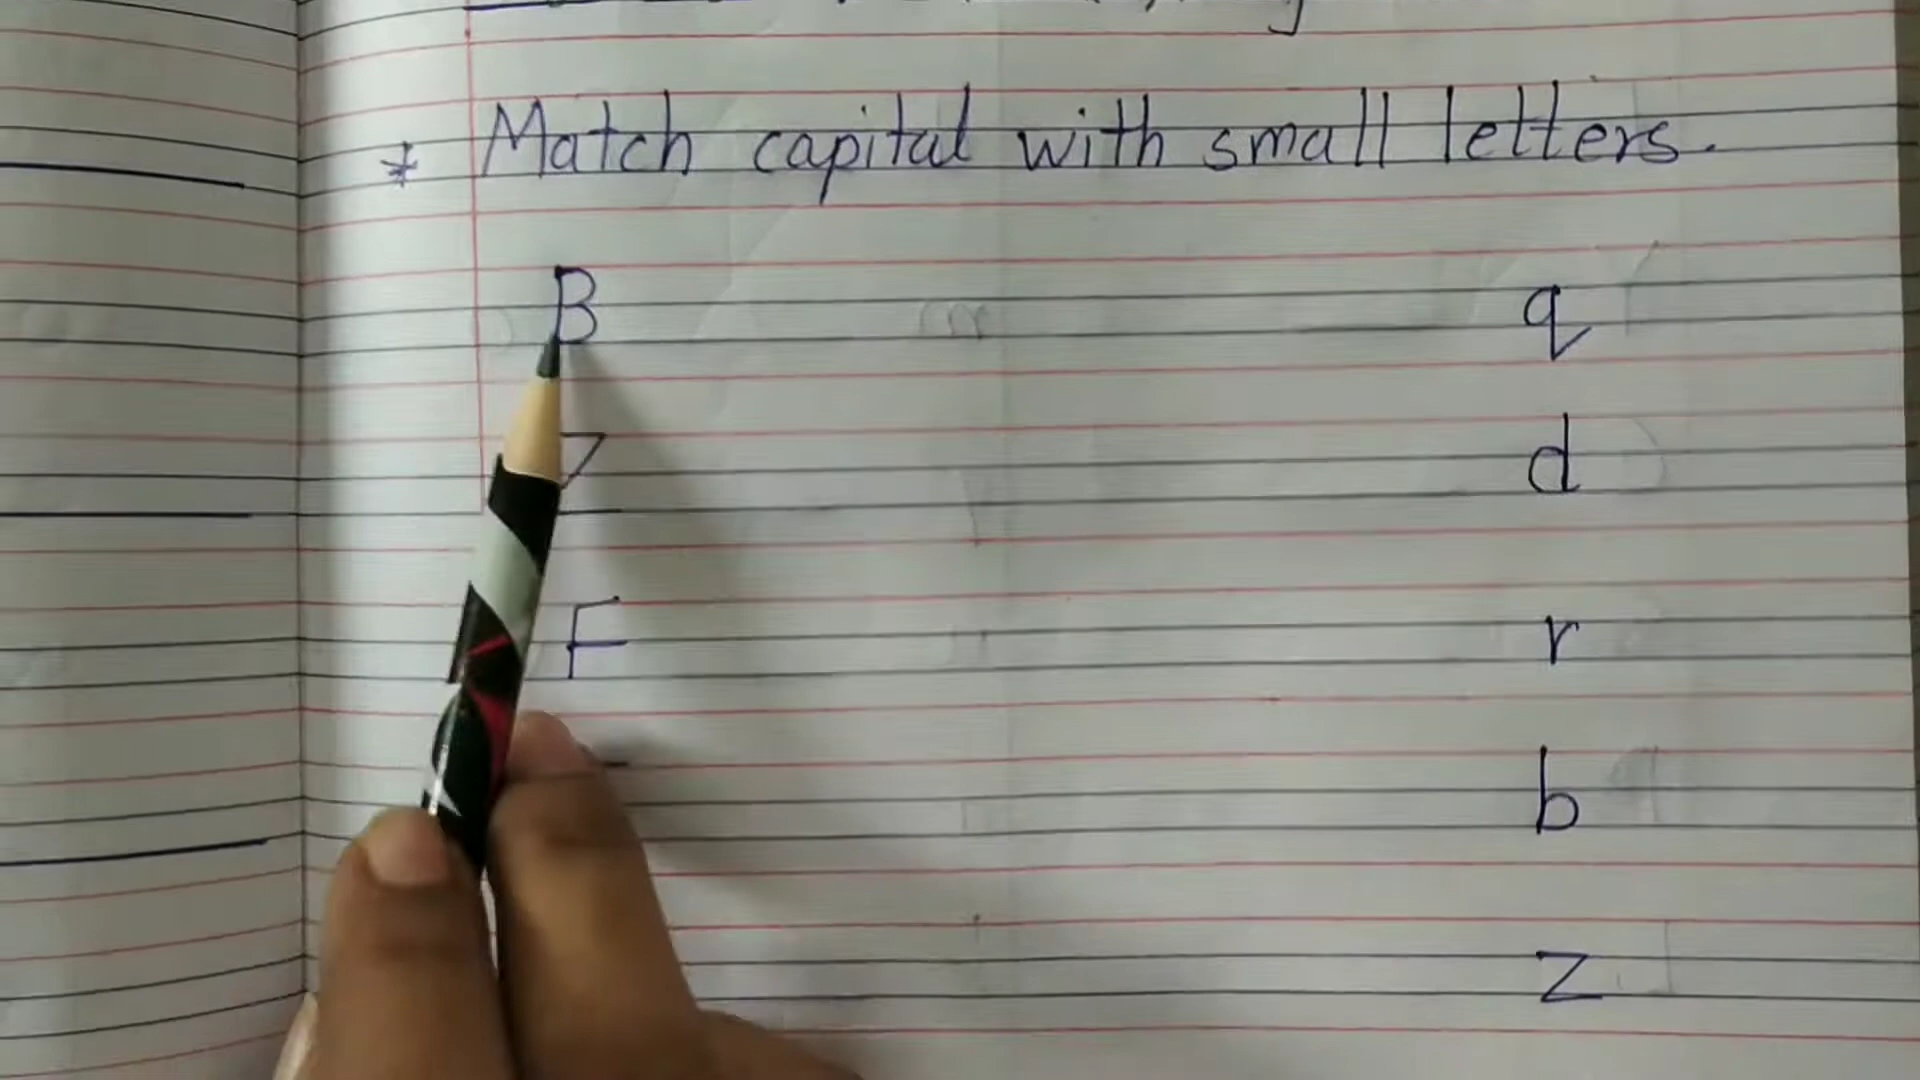 * Match capital with small letters.
B q
d
F r
b
z